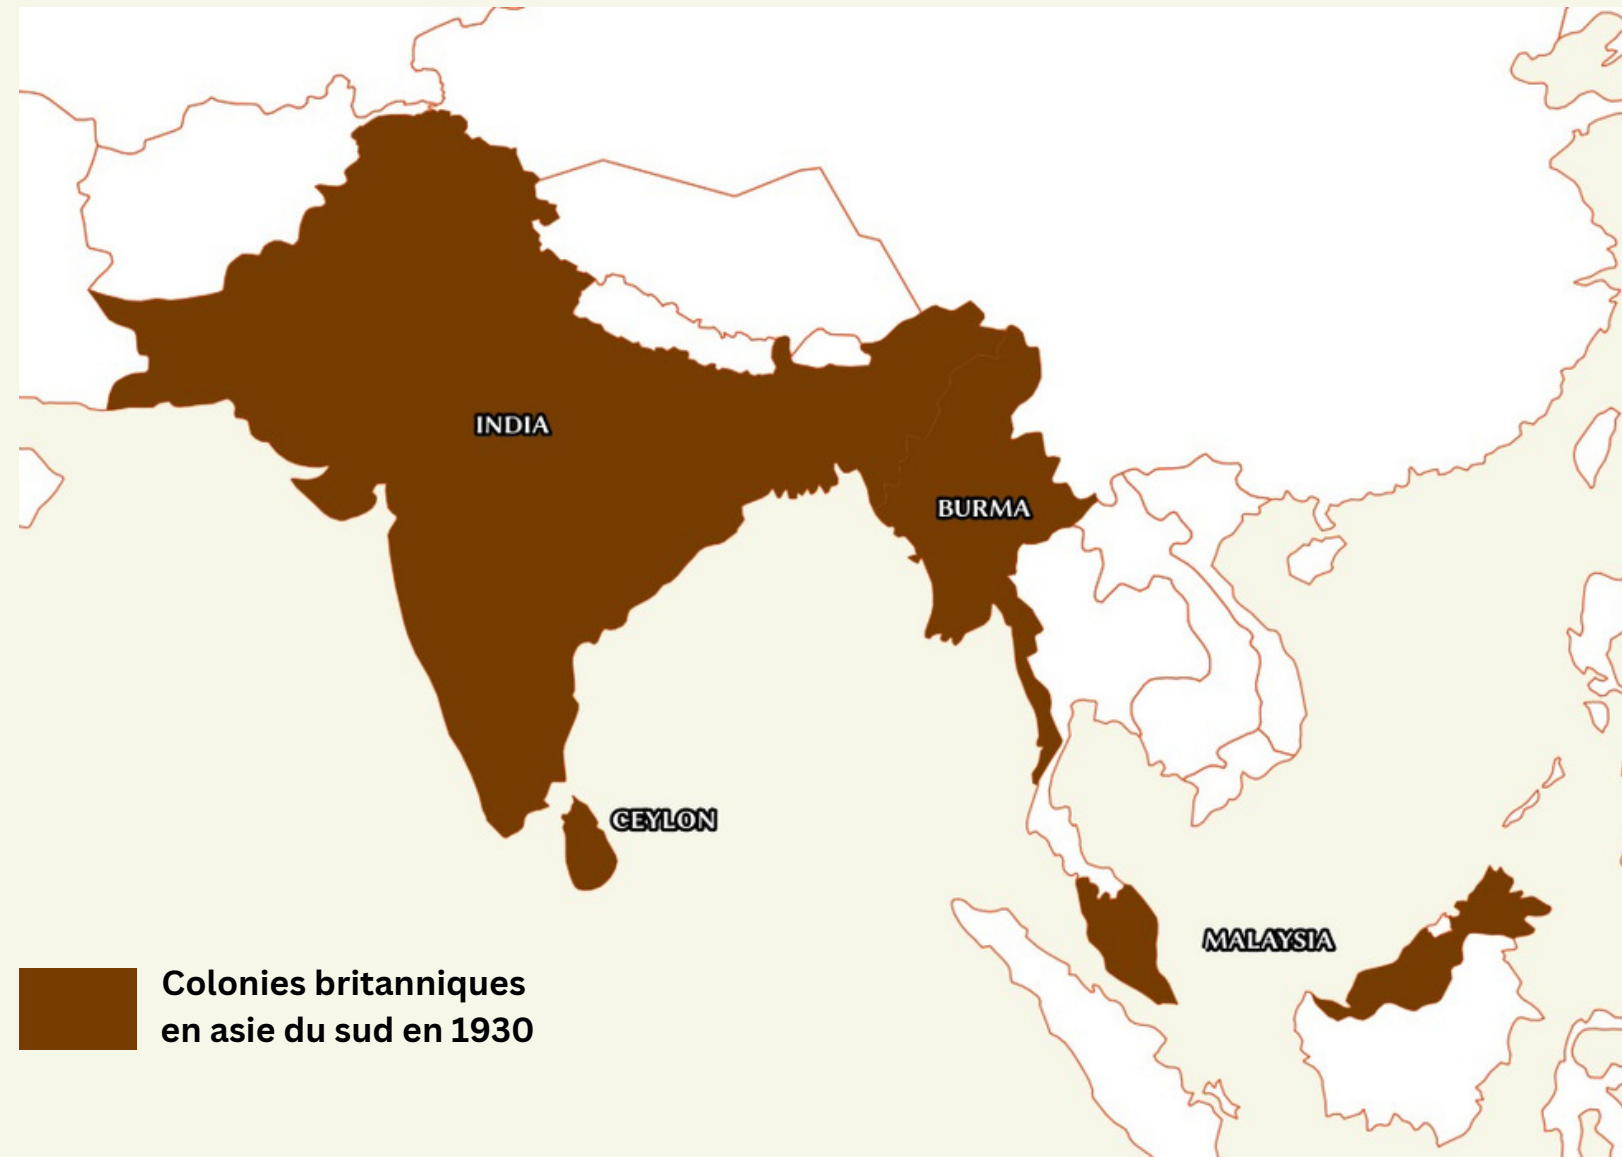 INDIA
BURMA
CEYLON
MALAYSIA
Colonies britanniques
en asie du sud en 1930